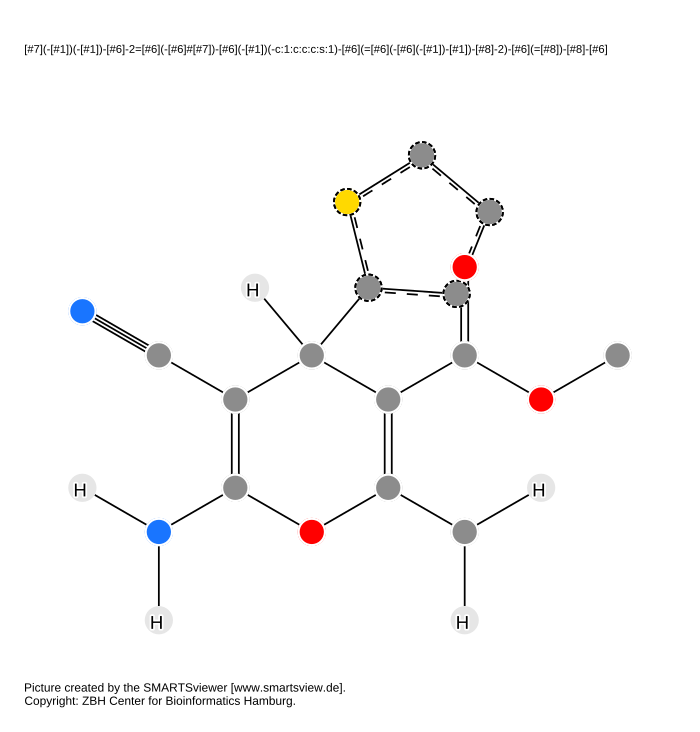 [#7](-[#1])(-[#1])-[#6]-2=[#6](-[#6]#[#7])-[#6](-[#1])(-c:1:c:c:c:s:1)-[#6](=[#6](-[#6](-[#1])-[#1])-[#8]-2)-[#6](=[#8])-[#8]-[#6]
H
H
H
H
H
Picture created by the SMARTSviewer [www.smartsview.de].
Copyright: ZBH Center for Bioinformatics Hamburg.